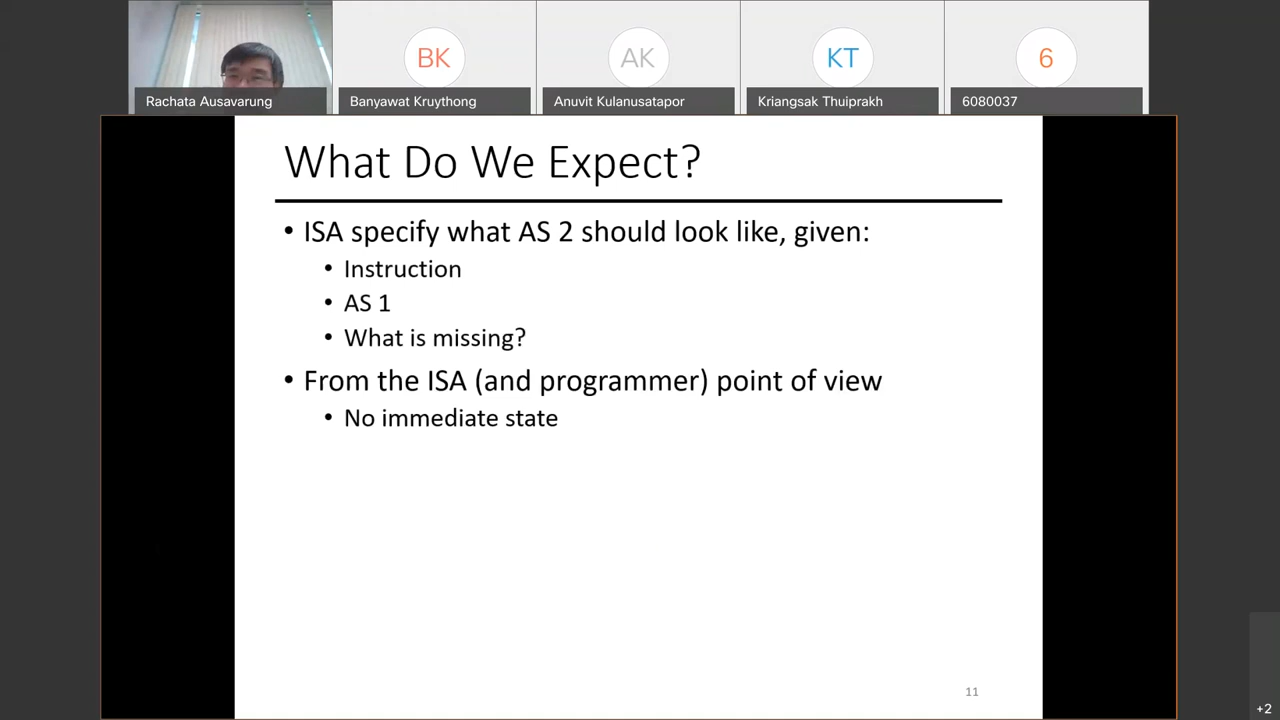 BK
AK
KT
6
Rachata Ausavarung
Banyawat Kruythong
Anuvit Kulanusatapor
Kriangsak Thuiprakh
6080037
What Do We Expect?
• ISA specify what AS 2 should look like, given:
• Instruction
• AS 1
• What is missing?
• From the ISA (and programmer) point of view
• No immediate state
11
+2